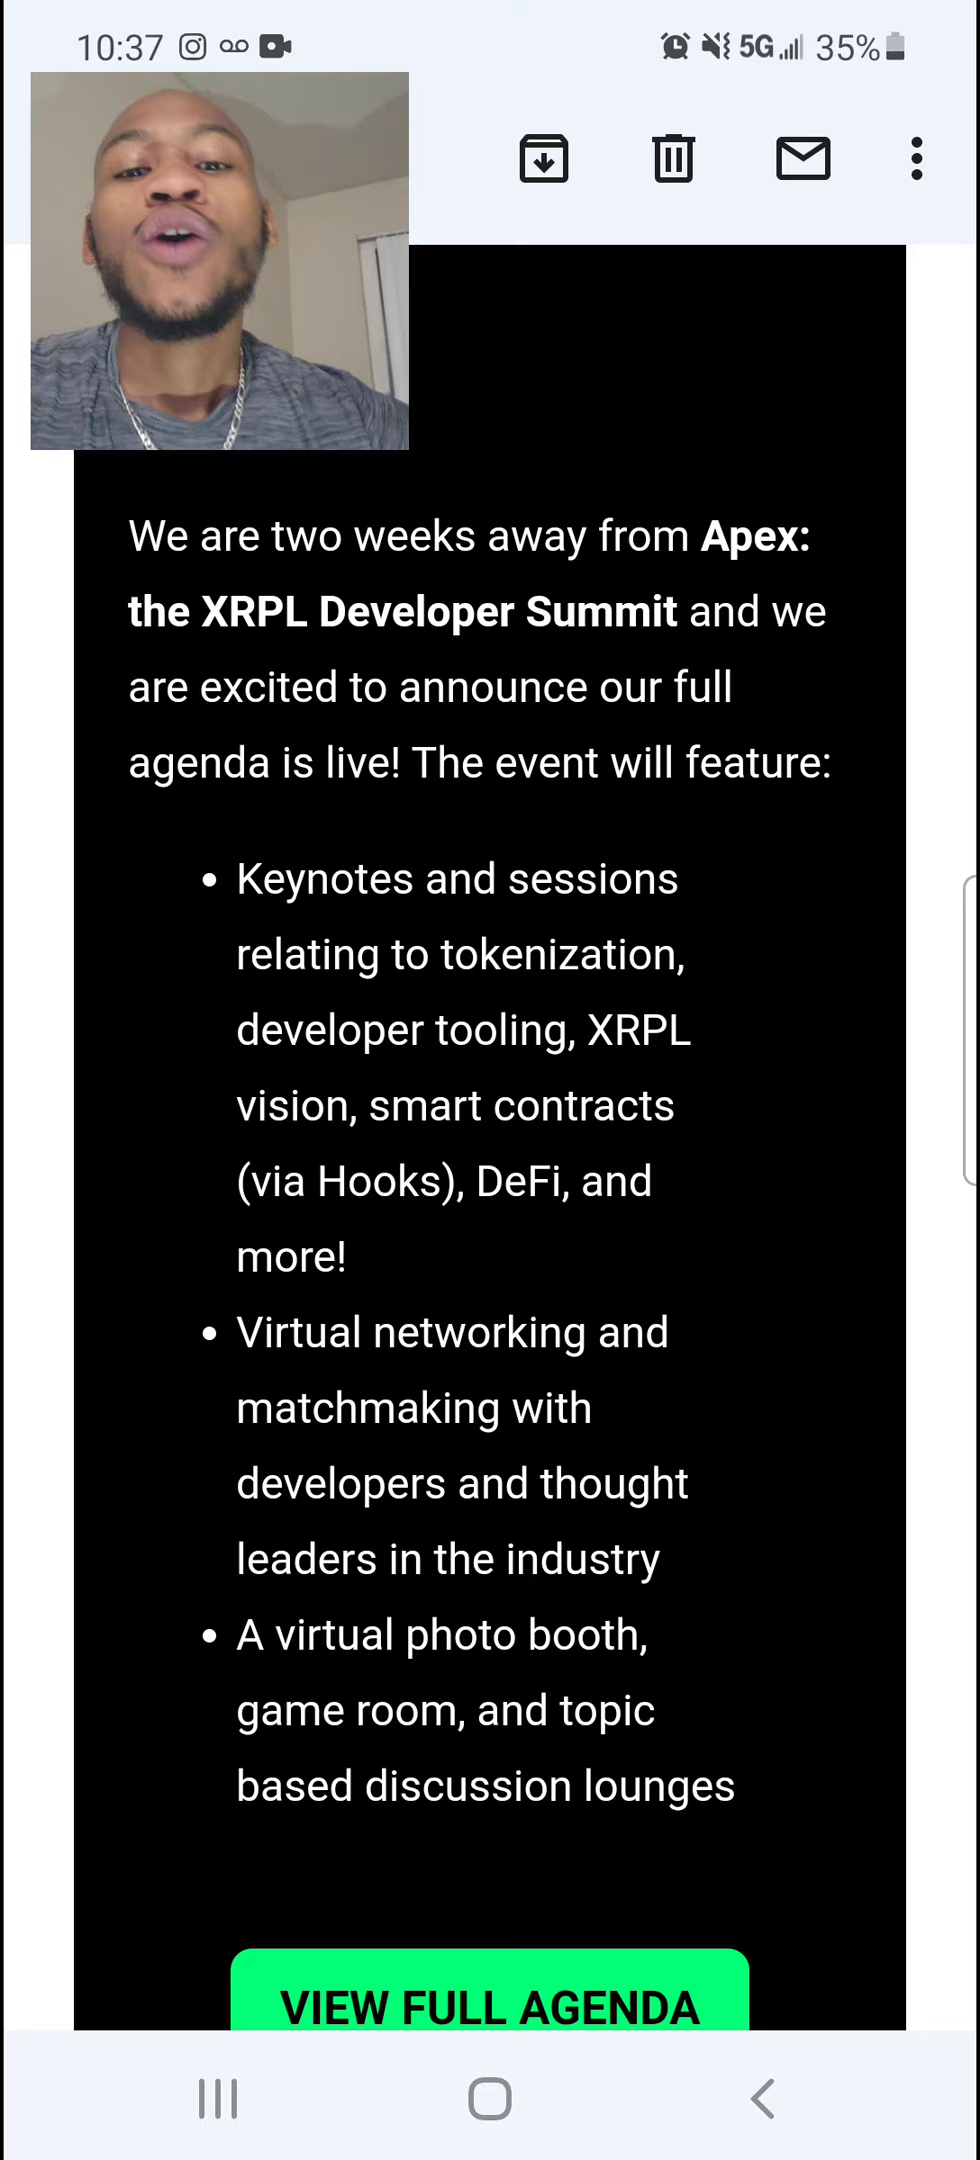 10:37
5G
35%
We are two weeks away from Apex:
the XRPL Developer Summit and we
are excited to announce our full
agenda is live! The event will feature:
• Keynotes and sessions
relating to tokenization,
developer tooling, XRPL
vision, smart contracts
(via Hooks), DeFi, and
more!
• Virtual networking and
matchmaking with
developers and thought
leaders in the industry
• A virtual photo booth,
game room, and topic
based discussion lounges
VIEW FULL AGENDA